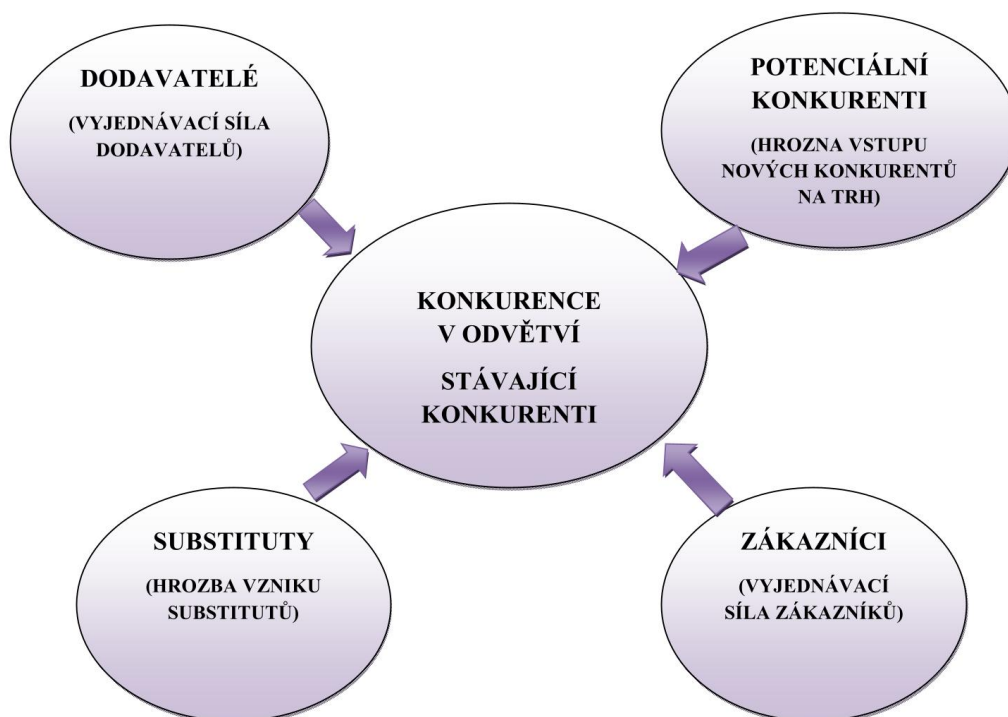 DODAVATELÉ
(VYJEDNÁVACÍ SÍLA
DODAVATELŮ)
POTENCIÁLNÍ
KONKURENTI
(HROZNA VSTUPU
NOVÝCH KONKURENTŮ
NA TRH)
KONKURENCE
V ODVĚTVÍ
STÁVAJÍCÍ
KONKURENTI
SUBSTITUTY
(HROZBA VZNIKU
SUBSTITUTŮ)
ZÁKAZNÍCI
(VYJEDNÁVACÍ
SÍLA ZÁKAZNÍKŮ)